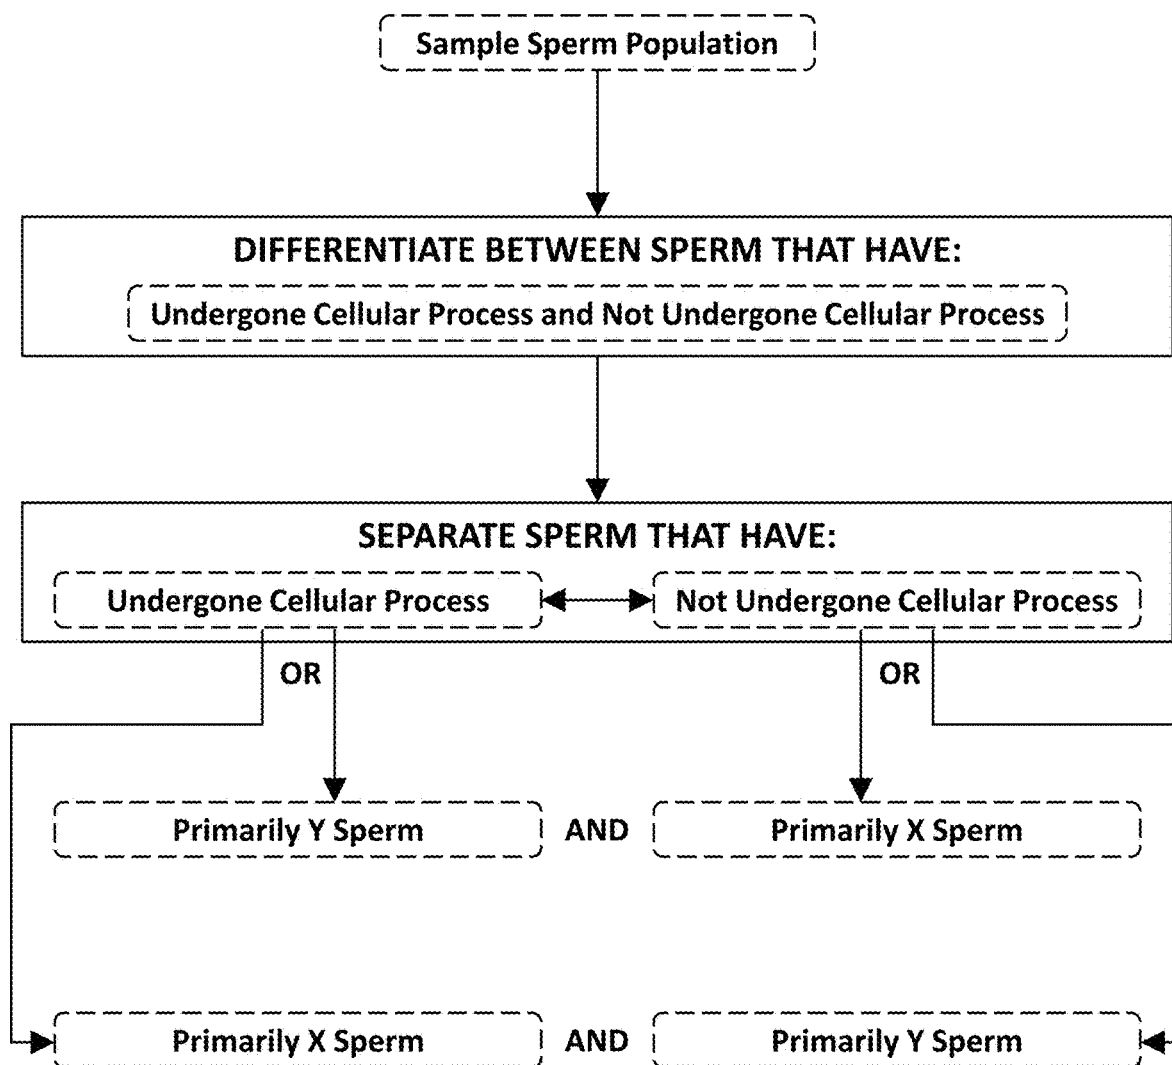 Sample Sperm Population
DIFFERENTIATE BETWEEN SPERM THAT HAVE:
Undergone Cellular Process and Not Undergone Cellular Process
SEPARATE SPERM THAT HAVE:
Undergone Cellular Process
Not Undergone Cellular Process
OR
OR
Primarily Y Sperm
AND
Primarily X Sperm
Primarily X Sperm
AND
Primarily Y Sperm